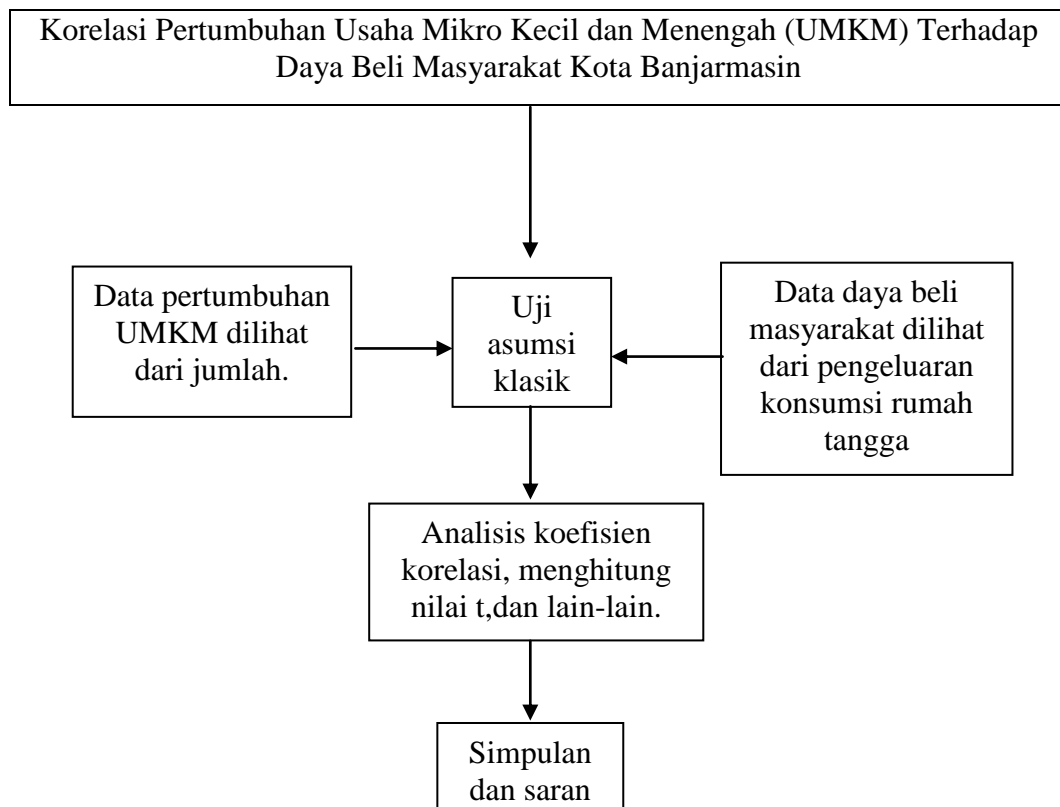 Korelasi Pertumbuhan Usaha Mikro Kecil dan Menengah (UMKM) Terhadap
Daya Beli Masyarakat Kota Banjarmasin
Data pertumbuhan
UMKM dilihat
dari jumlah.
Uji
asumsi
klasik
Data daya beli
masyarakat dilihat
dari pengeluaran
konsumsi rumah
tangga
Analisis koefisien
korelasi, menghitung
nilai t,dan lain-lain.
Simpulan
dan saran